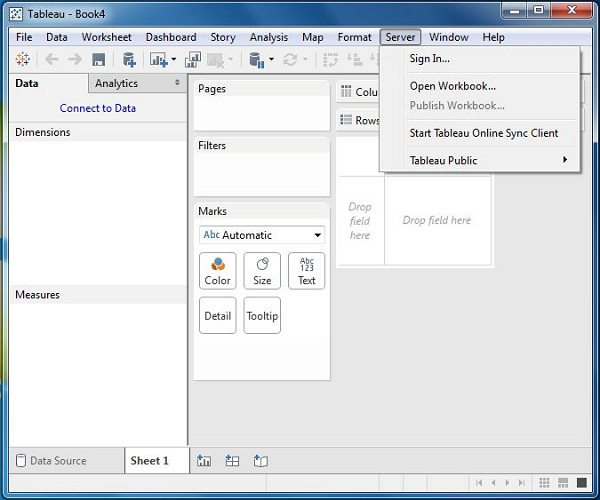 Tableau - Book4
File Data Worksheet Dashboard Story Analysis Map Format Server Window Help
Sign In...
Open Workbook...
Publish Workbook...
Start Tableau Online Sync Client
Tableau Public
Data Analytics
Connect to Data
Dimensions
Measures
Pages
Filters
Marks
Abc Automatic
Color Size Abc 123 Text
Detail Tooltip
Colu
Rows
Drop field here
Drop field here
Data Source Sheet 1